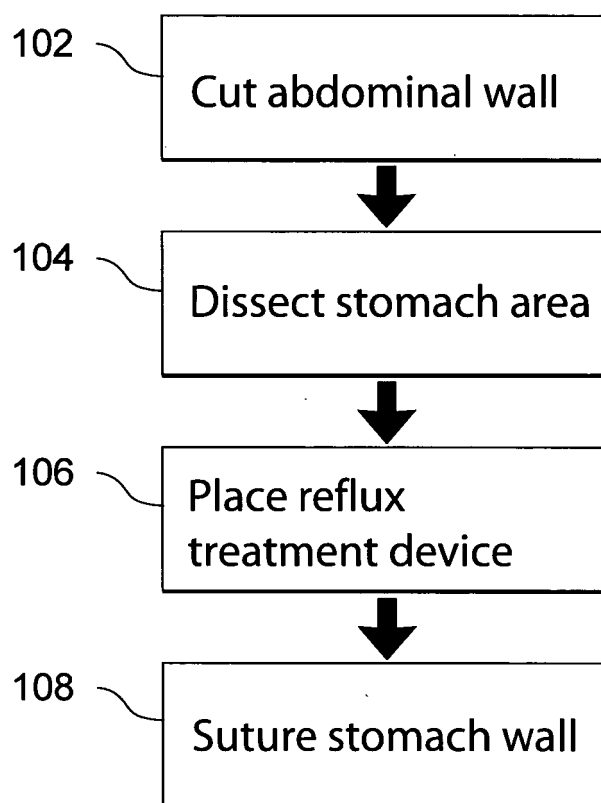 102
Cut abdominal wall
104
Dissect stomach area
106
Place reflux
treatment device
108
Suture stomach wall